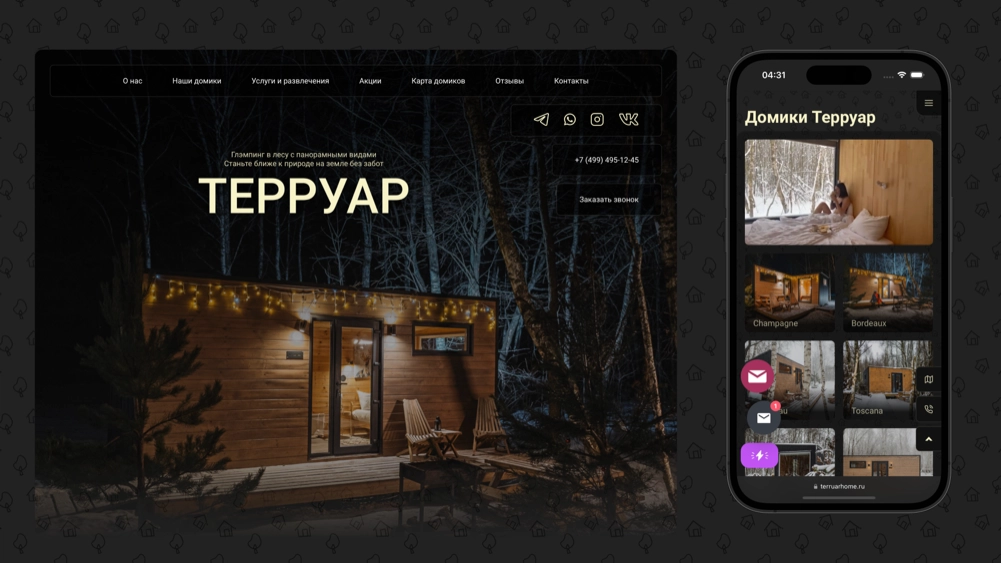 О нас Наши домики Услуги и развлечения Акции Карта домиков Отзывы Контакты
Глэмпинг в лесу с панорамными видами
Станьте ближе к природе на земле без забот
ТЕРРУАР
+7 (499) 495-12-45
Заказать звонок
04:31
Домики Терруар
Champagne Bordeaux
Toscana
1
terruarhome.ru